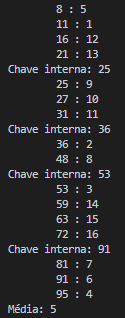 8 : 5
11 : 1
16 : 12
21 : 13
Chave interna: 25
25 : 9
27 : 10
31 : 11
Chave interna: 36
36 : 2
48 : 8
Chave interna: 53
53 : 3
59 : 14
63 : 15
72 : 16
Chave interna: 91
81 : 7
91 : 6
95 : 4
Média: 5